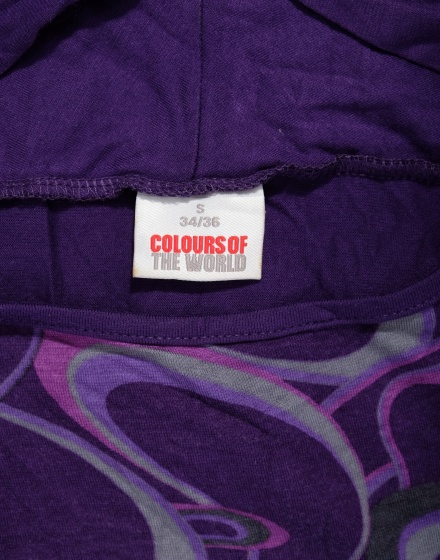 S
34/36
COLOURS OF
THE WORLD